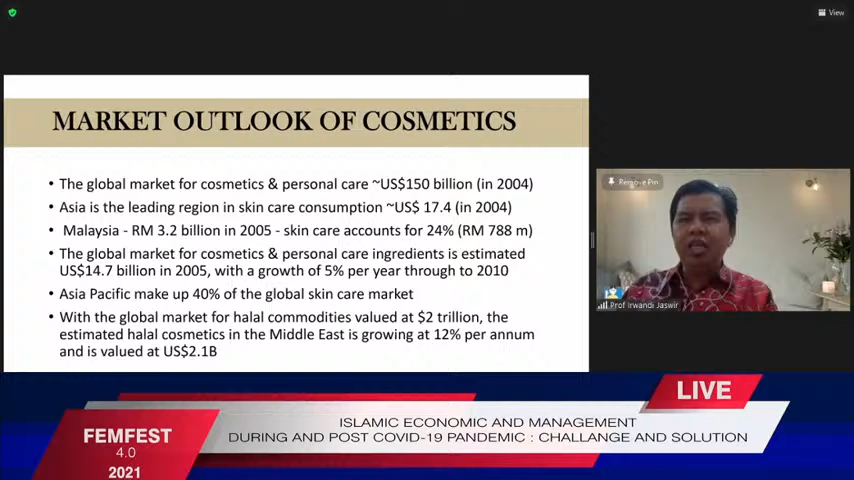 View
MARKET OUTLOOK OF COSMETICS
• The global market for cosmetics & personal care ~US$150 billion (in 2004)
• Asia is the leading region in skin care consumption ~US$ 17.4 (in 2004)
• Malaysia - RM 3.2 billion in 2005 - skin care accounts for 24% (RM 788 m)
• The global market for cosmetics & personal care ingredients is estimated
US$14.7 billion in 2005, with a growth of 5% per year through to 2010
• Asia Pacific make up 40% of the global skin care market
• With the global market for halal commodities valued at $2 trillion, the
estimated halal cosmetics in the Middle East is growing at 12% per annum
and is valued at US$2.1B
Remove Pin
Prof Irwandi Jaswir
LIVE
FEMFEST
4.0
2021
ISLAMIC ECONOMIC AND MANAGEMENT
DURING AND POST COVID-19 PANDEMIC : CHALLANGE AND SOLUTION